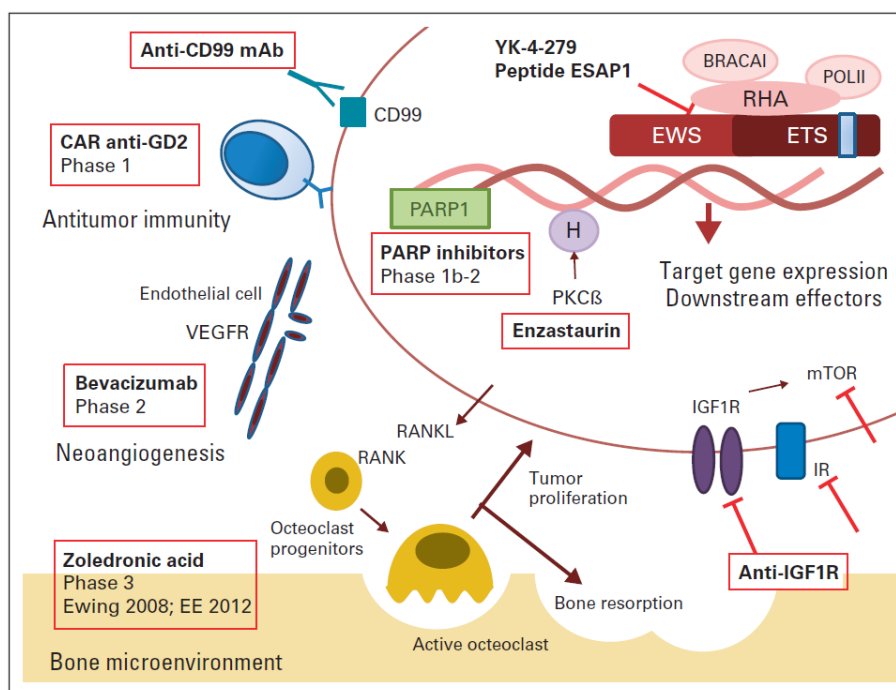 Anti-CD99 mAb
CD99
CAR anti-GD2
Phase 1
Antitumor immunity
YK-4-279
Peptide ESAP1
BRACAI
POLII
RHA
EWS
ETS
PARP1
H
PARP inhibitors
Phase 1b-2
PKCß
Enzastaurin
Target gene expression
Downstream effectors
Endothelial cell
VEGFR
Bevacizumab
Phase 2
Neoangiogenesis
RANKL
RANK
Octeoclast
progenitors
Tumor
proliferation
IGF1R
mTOR
IR
Anti-IGF1R
Zoledronic acid
Phase 3
Ewing 2008; EE 2012
Bone resorption
Active octeoclast
Bone microenvironment